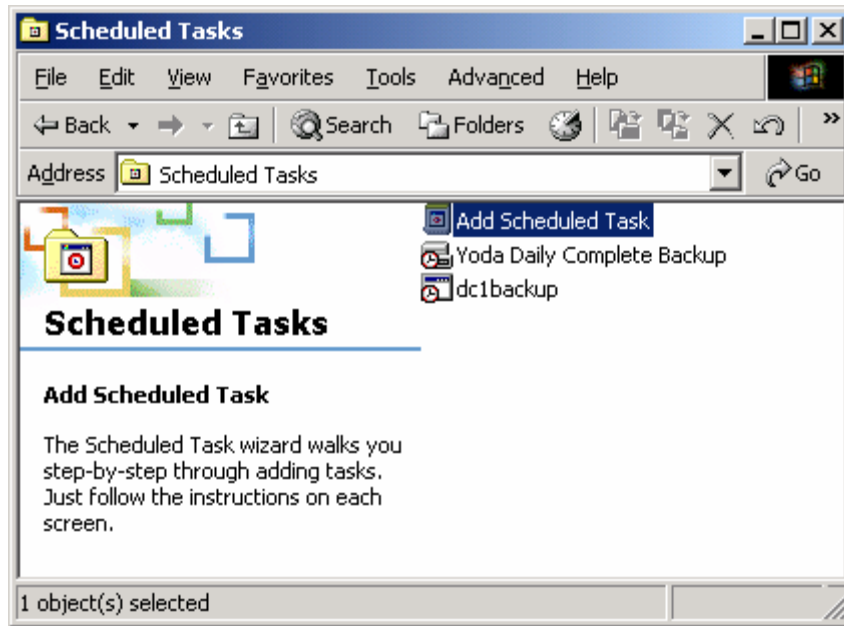 Scheduled Tasks
File Edit View Favorites Tools Advanced Help
Back Search Folders »
Address Scheduled Tasks Go
Scheduled Tasks
Add Scheduled Task
The Scheduled Task wizard walks you
step-by-step through adding tasks.
Just follow the instructions on each
screen.
Add Scheduled Task
Yoda Daily Complete Backup
dc1backup
1 object(s) selected